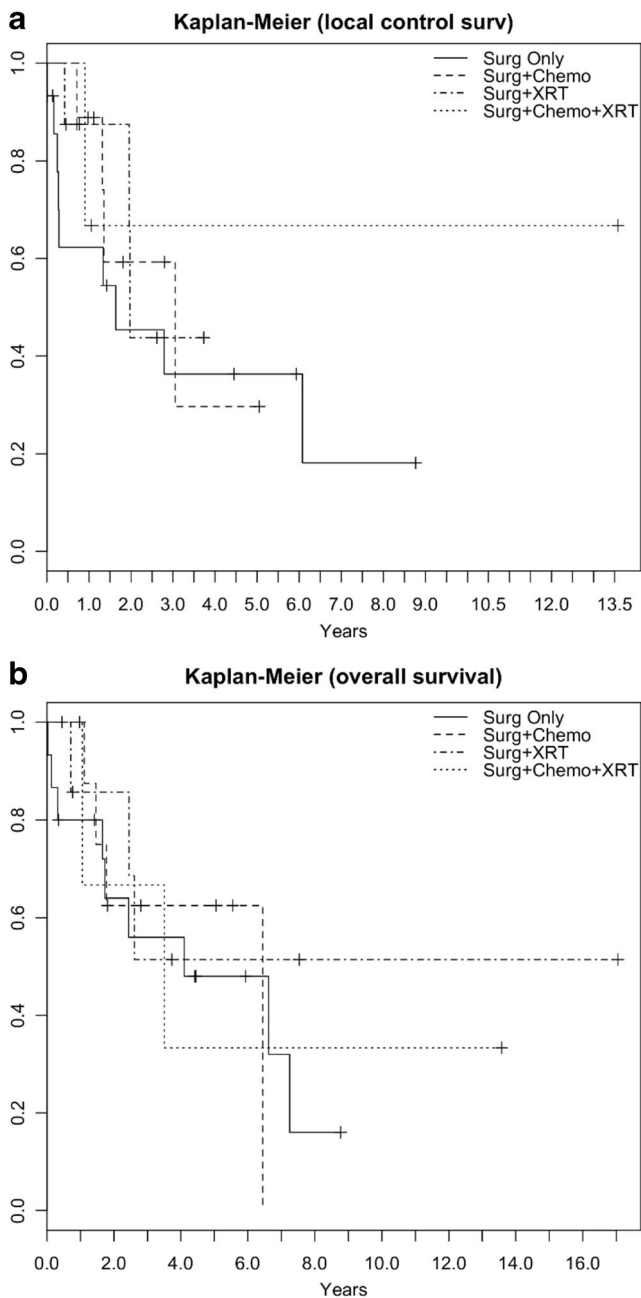 a
Kaplan-Meier (local control surv)
Surg Only
Surg+Chemo
Surg+XRT
Surg+Chemo+XRT
1.0
0.8
0.6
0.4
0.2
0.0
0.0 1.0 2.0 3.0 4.0 5.0 6.0 7.0 8.0 9.0 10.5 12.0 13.5
Years
b
Kaplan-Meier (overall survival)
Surg Only
Surg+Chemo
Surg+XRT
Surg+Chemo+XRT
1.0
0.8
0.6
0.4
0.2
0.0
0.0 2.0 4.0 6.0 8.0 10.0 12.0 14.0 16.0
Years